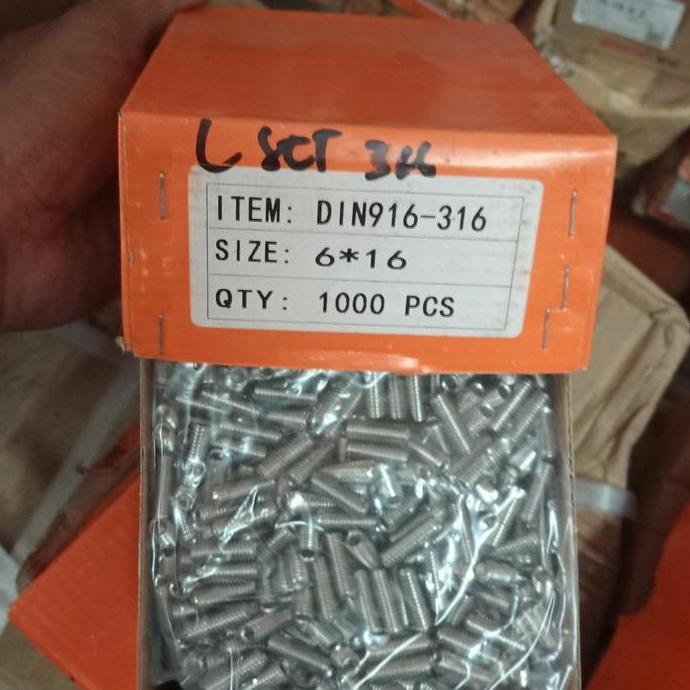 L SCT 316
ITEM: DIN916-316
SIZE: 6*16
QTY: 1000 PCS